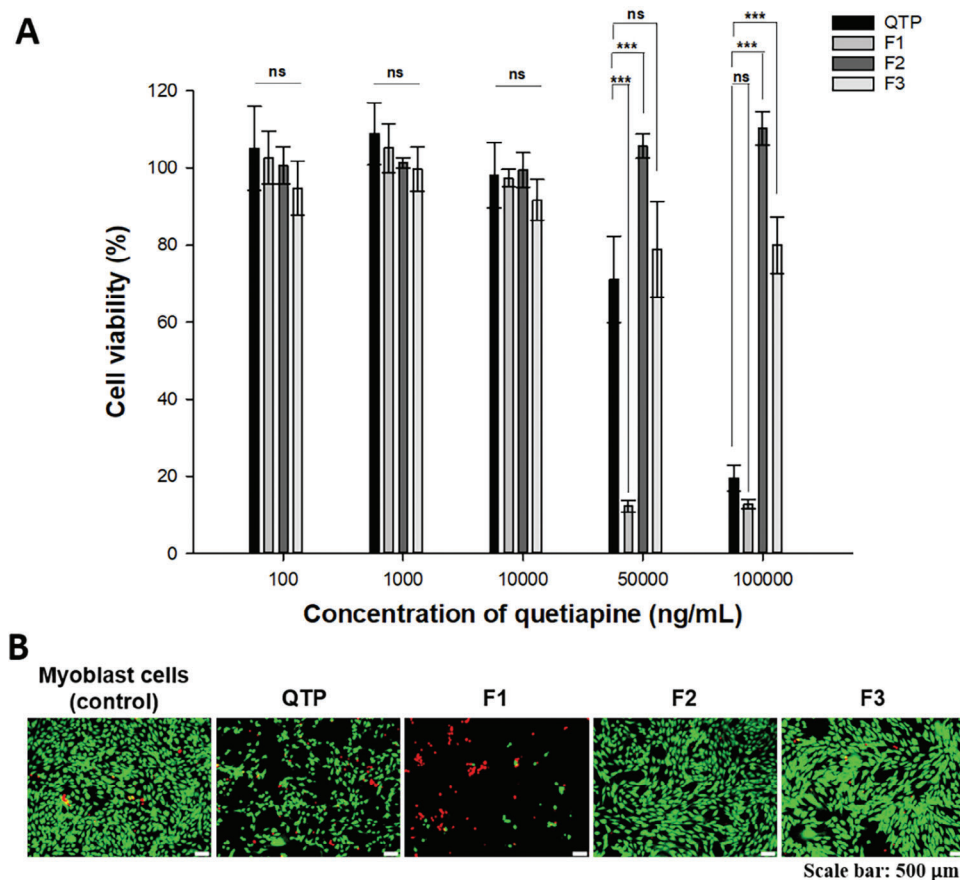 A
QTP
F1
F2
F3
ns
ns
ns
ns
***
***
***
***
ns
Cell viability (%)
120
100
80
60
40
20
0
100
1000
10000
50000
100000
Concentration of quetiapine (ng/mL)
B
Myoblast cells
(control)
QTP
F1
F2
F3
Scale bar: 500 μm